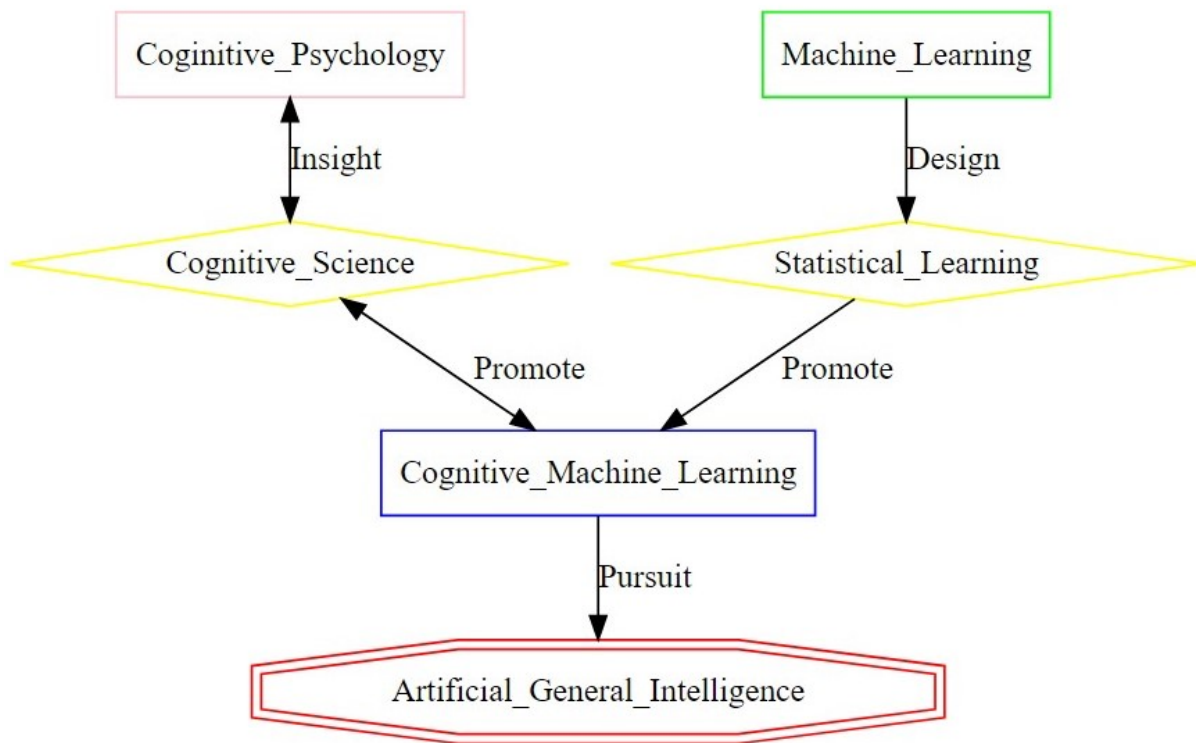 Coginitive_Psychology
Machine_Learning
Insight
Design
Cognitive_Science
Statistical_Learning
Promote
Promote
Cognitive_Machine_Learning
Pursuit
Artificial_General_Intelligence